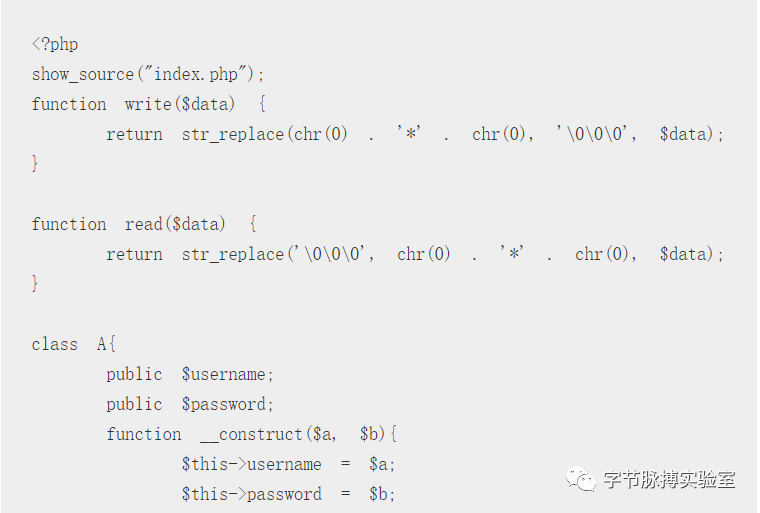 <?php
show_source("index.php");
function write($data) {
return str_replace(chr(0) . '*' . chr(0), '\0\0\0', $data);
}
function read($data) {
return str_replace('\0\0\0', chr(0) . '*' . chr(0), $data);
}
class A{
public $username;
public $password;
function __construct($a, $b){
$this->username = $a;
$this->password = $b;
字节脉搏实验室